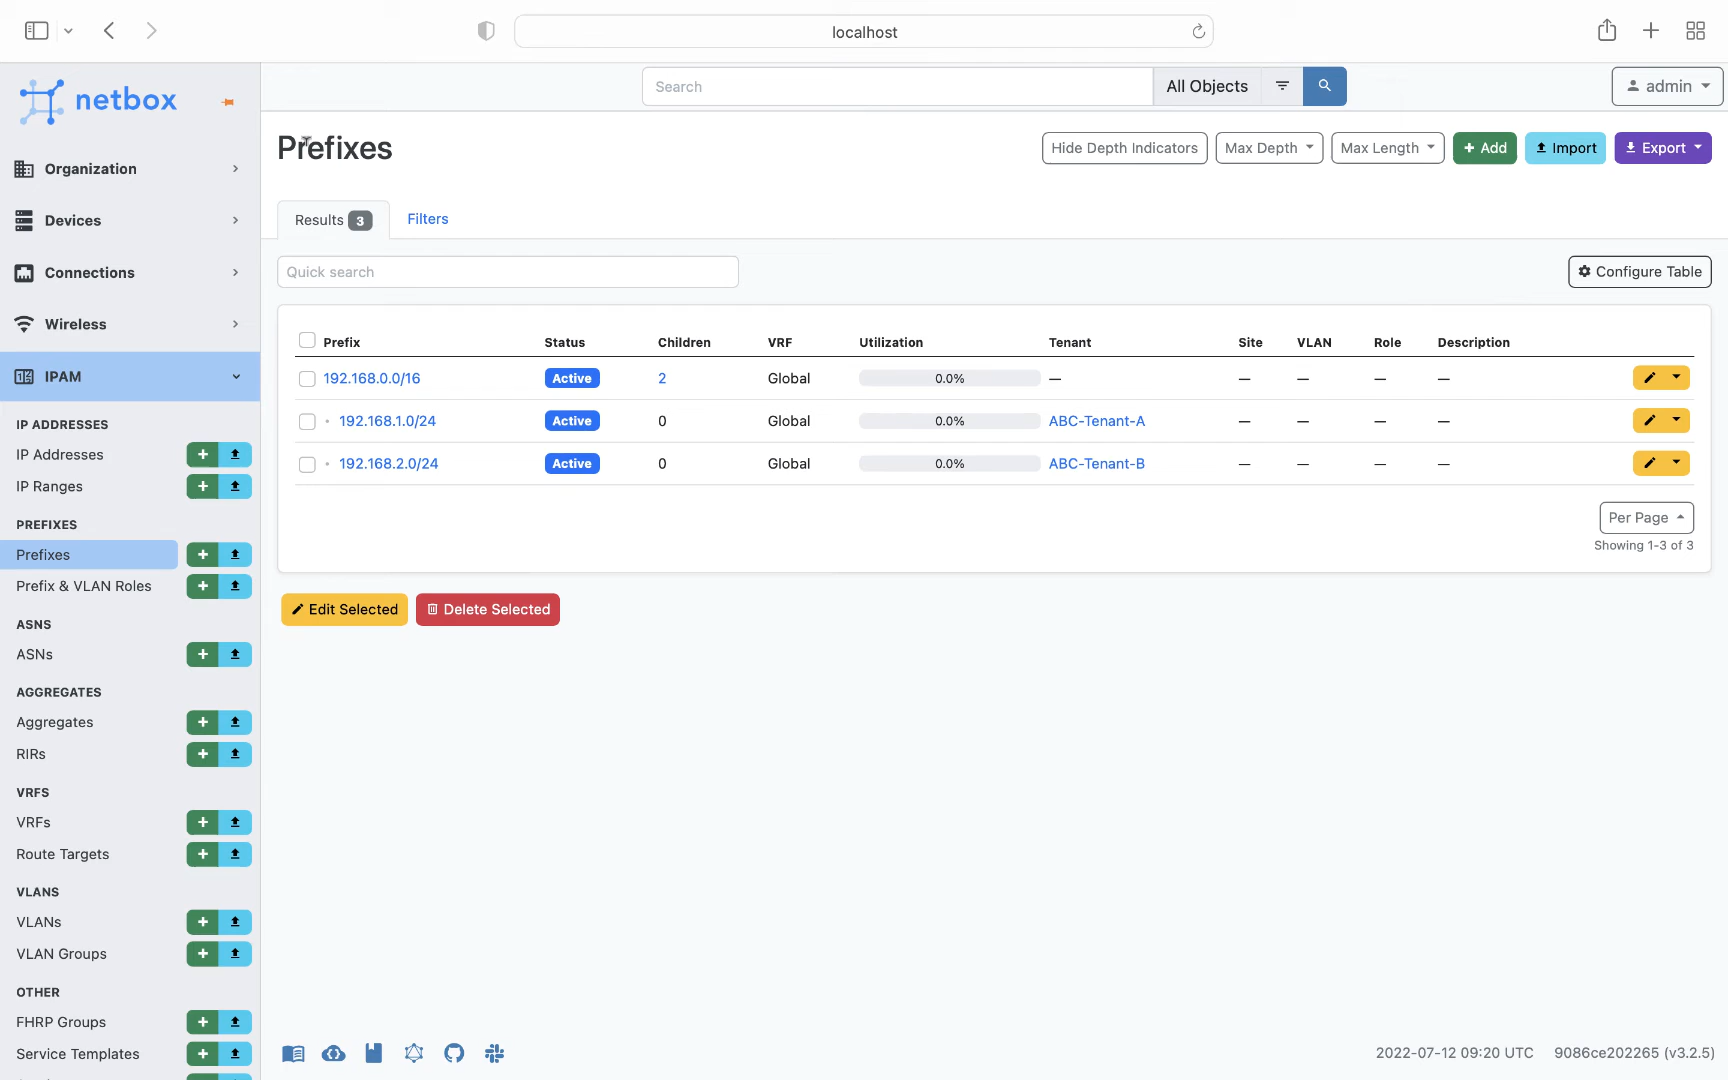 localhost
netbox
Search
All Objects
admin
Organization
Devices
Connections
Wireless
IPAM
IP ADDRESSES
IP Addresses
IP Ranges
PREFIXES
Prefixes
Prefix & VLAN Roles
ASNS
ASNs
AGGREGATES
Aggregates
RIRs
VRFS
VRFs
Route Targets
VLANS
VLANs
VLAN Groups
OTHER
FHRP Groups
Service Templates
Prefixes
Hide Depth Indicators Max Depth Max Length + Add Import Export
Results 3 Filters
Quick search
Configure Table
Prefix Status Children VRF Utilization Tenant Site VLAN Role Description
192.168.0.0/16 Active 2 Global 0.0% — — — — —
192.168.1.0/24 Active 0 Global 0.0% ABC-Tenant-A — — — —
192.168.2.0/24 Active 0 Global 0.0% ABC-Tenant-B — — — —
Per Page
Showing 1-3 of 3
Edit Selected Delete Selected
2022-07-12 09:20 UTC 9086ce202265 (v3.2.5)